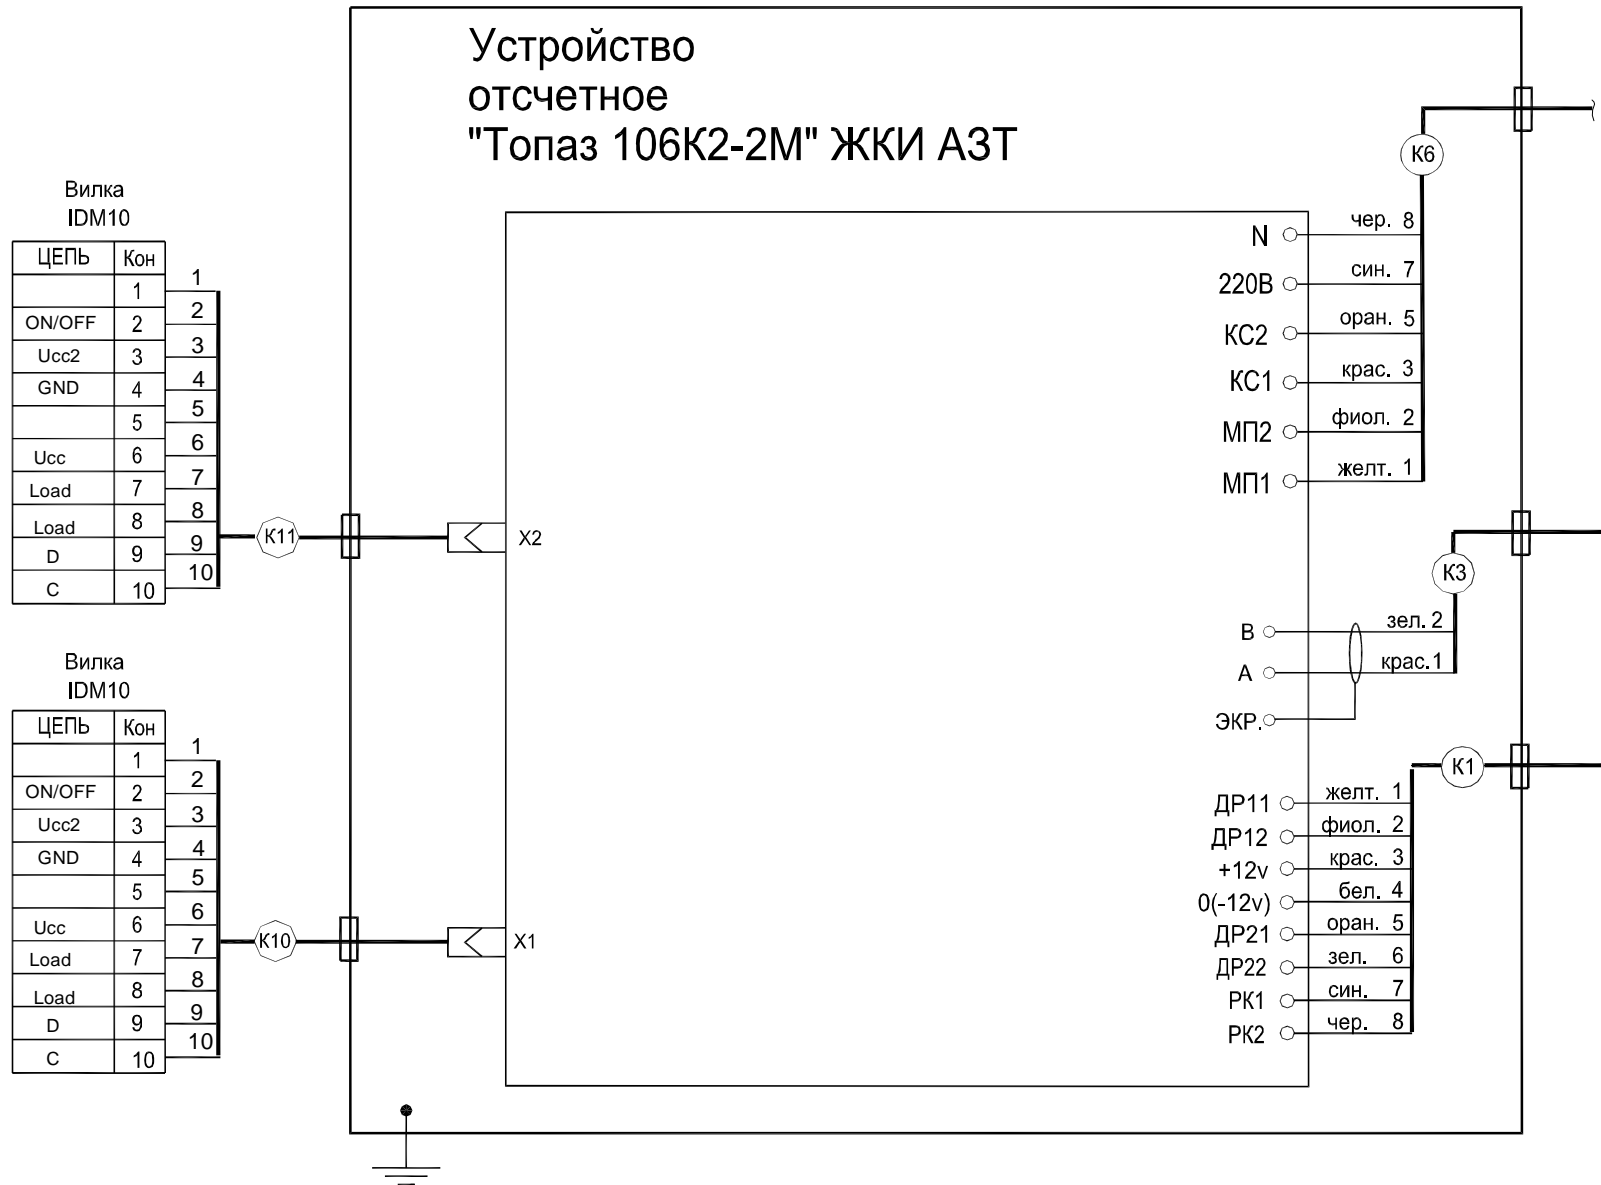 Устройство
отсчетное
"Топаз 106К2-2М" ЖКИ АЗТ
Вилка
IDM10
ЦЕПЬ Кон
1 1
ON/OFF 2 2
Ucc2 3 3
GND 4 4
5 5
Ucc 6 6
Load 7 7
Load 8 8
D 9 9
C 10 10
К11
X2
Вилка
IDM10
ЦЕПЬ Кон
1 1
ON/OFF 2 2
Ucc2 3 3
GND 4 4
5 5
Ucc 6 6
Load 7 7
Load 8 8
D 9 9
C 10 10
К10
X1
К6
N чер. 8
220В син. 7
КС2 оран. 5
КС1 крас. 3
МП2 фиол. 2
МП1 желт. 1
К3
В зел. 2
А крас. 1
ЭКР.
К1
ДР11 желт. 1
ДР12 фиол. 2
+12v крас. 3
0(-12v) бел. 4
ДР21 оран. 5
ДР22 зел. 6
РК1 син. 7
РК2 чер. 8